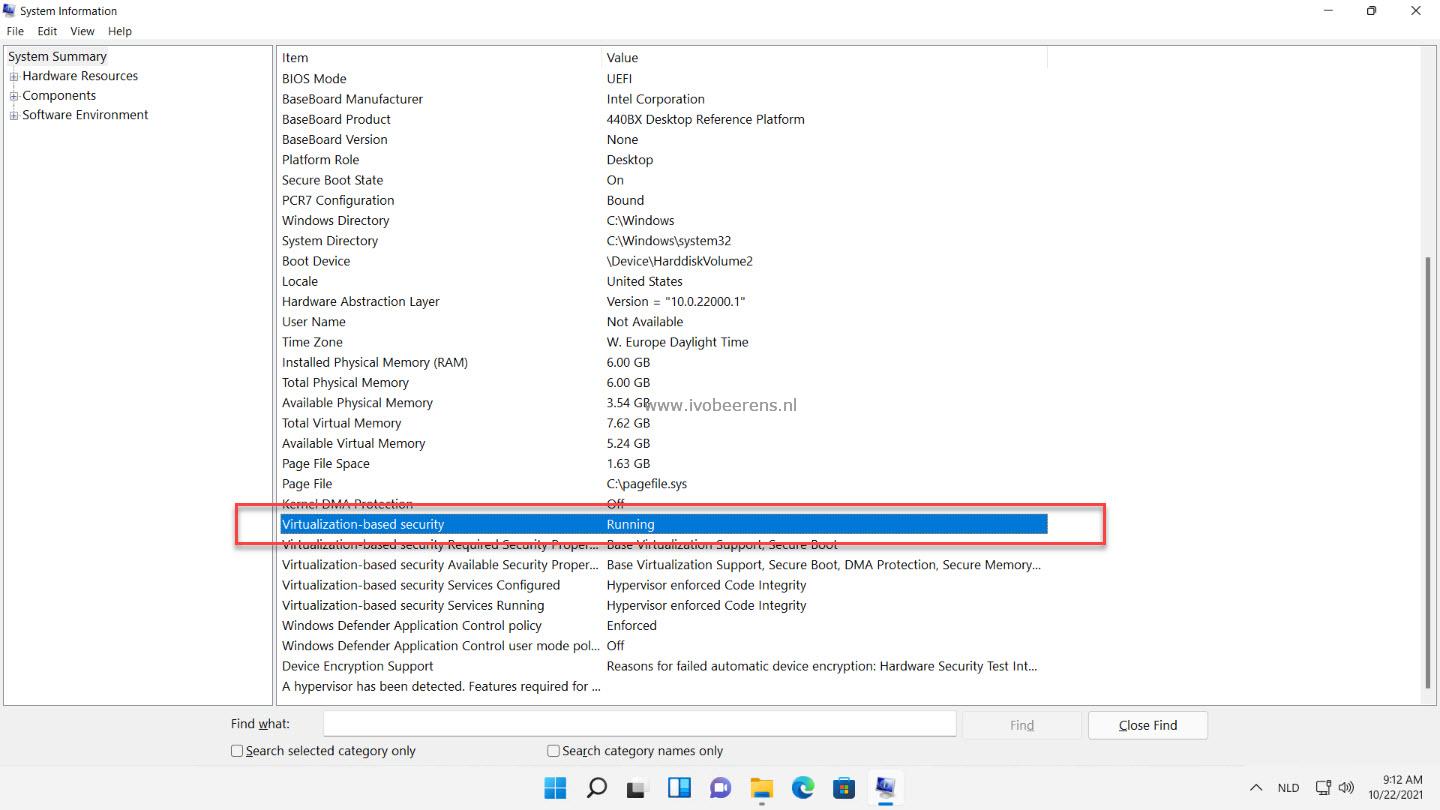 System Information
File Edit View Help
System Summary
Hardware Resources
Components
Software Environment
Item Value
BIOS Mode UEFI
BaseBoard Manufacturer Intel Corporation
BaseBoard Product 440BX Desktop Reference Platform
BaseBoard Version None
Platform Role Desktop
Secure Boot State On
PCR7 Configuration Bound
Windows Directory C:\Windows
System Directory C:\Windows\system32
Boot Device \Device\HarddiskVolume2
Locale United States
Hardware Abstraction Layer Version = "10.0.22000.1"
User Name Not Available
Time Zone W. Europe Daylight Time
Installed Physical Memory (RAM) 6.00 GB
Total Physical Memory 6.00 GB
Available Physical Memory 3.54 GB
www.ivobeerens.nl
Total Virtual Memory 7.62 GB
Available Virtual Memory 5.24 GB
Page File Space 1.63 GB
Page File C:\pagefile.sys
Kernel DMA Protection Off
Virtualization-based security Running
Virtualization-based security Required Security Proper... Base Virtualization Support, Secure Boot
Virtualization-based security Available Security Proper... Base Virtualization Support, Secure Boot, DMA Protection, Secure Memory...
Virtualization-based security Services Configured Hypervisor enforced Code Integrity
Virtualization-based security Services Running Hypervisor enforced Code Integrity
Windows Defender Application Control policy Enforced
Windows Defender Application Control user mode pol... Off
Device Encryption Support Reasons for failed automatic device encryption: Hardware Security Test Int...
A hypervisor has been detected. Features required for ...
Find what: Find Close Find
Search selected category only Search category names only
NLD 9:12 AM
10/22/2021